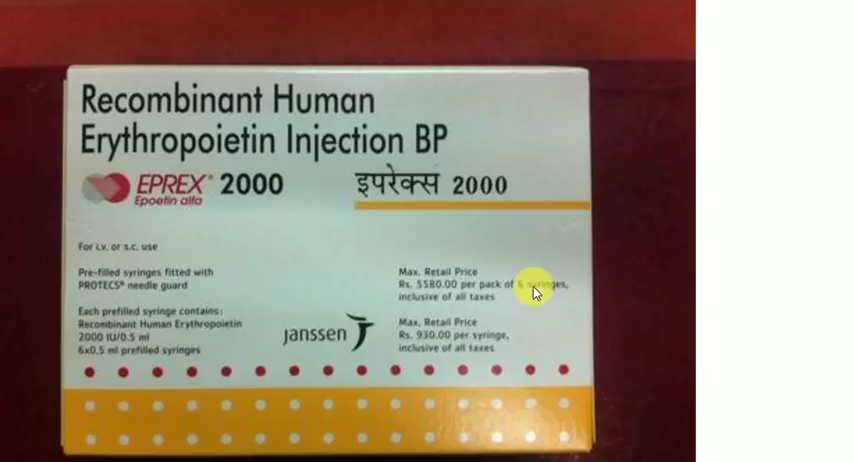 Recombinant Human
Erythropoietin Injection BP
EPREX® 2000
Epoetin alfa
इपरेक्स 2000
For i.v. or s.c. use
Pre-filled syringes fitted with
PROTECS® needle guard
Each prefilled syringe contains:
Recombinant Human Erythropoietin
2000 IU/0.5 ml
6x0.5 ml prefilled syringes
janssen
Max. Retail Price
Rs. 5580.00 per pack of 6 syringes,
inclusive of all taxes
Max. Retail Price
Rs. 930.00 per syringe,
inclusive of all taxes